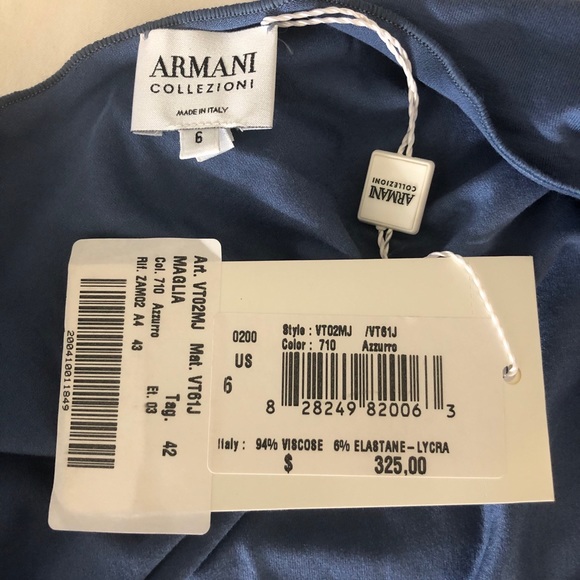 ARMANI
COLLEZIONI
MADE IN ITALY
6
ARMANI
COLLEZIONI
Art. VT02MJ Mat. VT61J
MAGLIA Tag. 42
Col. 710 Azzurro Et. 03
Rif. ZAM02 A4 43
2004100011849
0200
US
6
Style : VT02MJ /VT61J
Color : 710 Azzurro
8 28249 82006 3
Italy : 94% VISCOSE 6% ELASTANE-LYCRA
$ 325,00